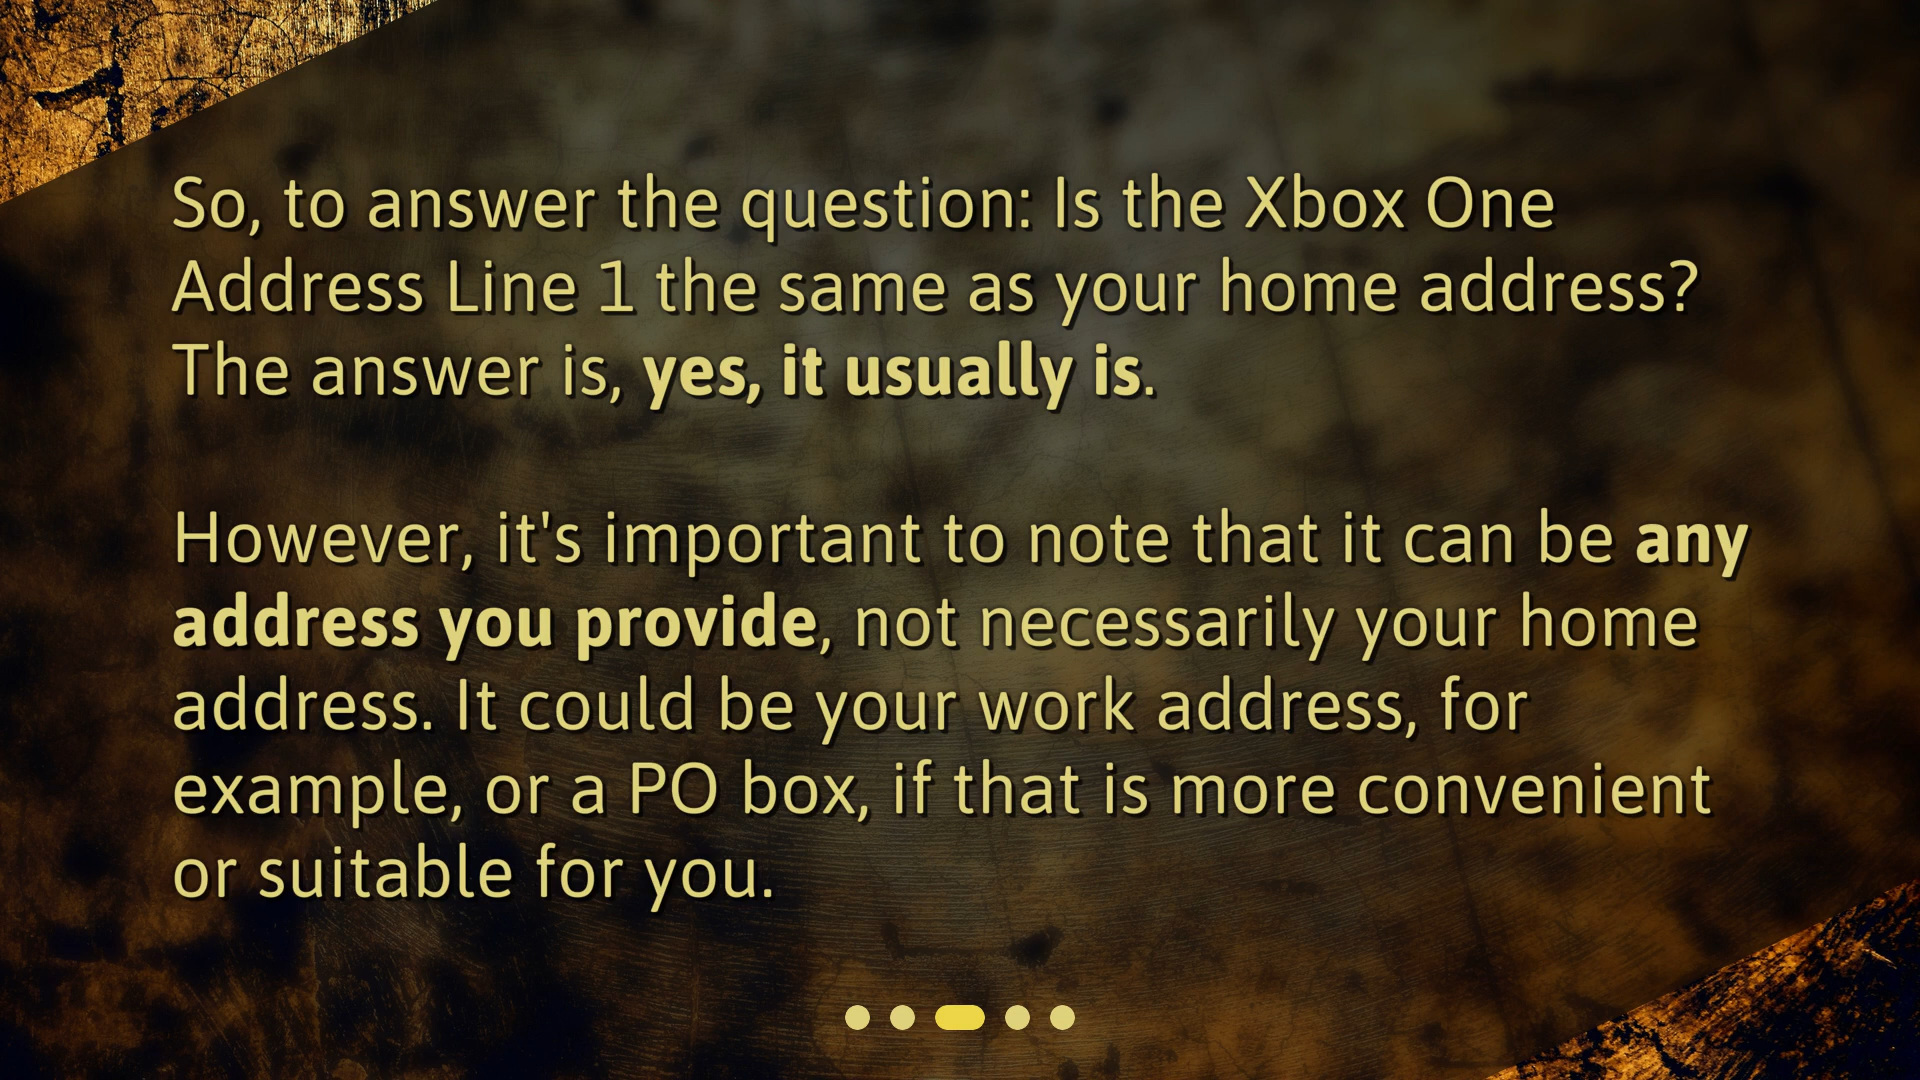 So, to answer the question: Is the Xbox One
Address Line 1 the same as your home address?
The answer is, yes, it usually is.
However, it's important to note that it can be any
address you provide, not necessarily your home
address. It could be your work address, for
example, or a PO box, if that is more convenient
or suitable for you.